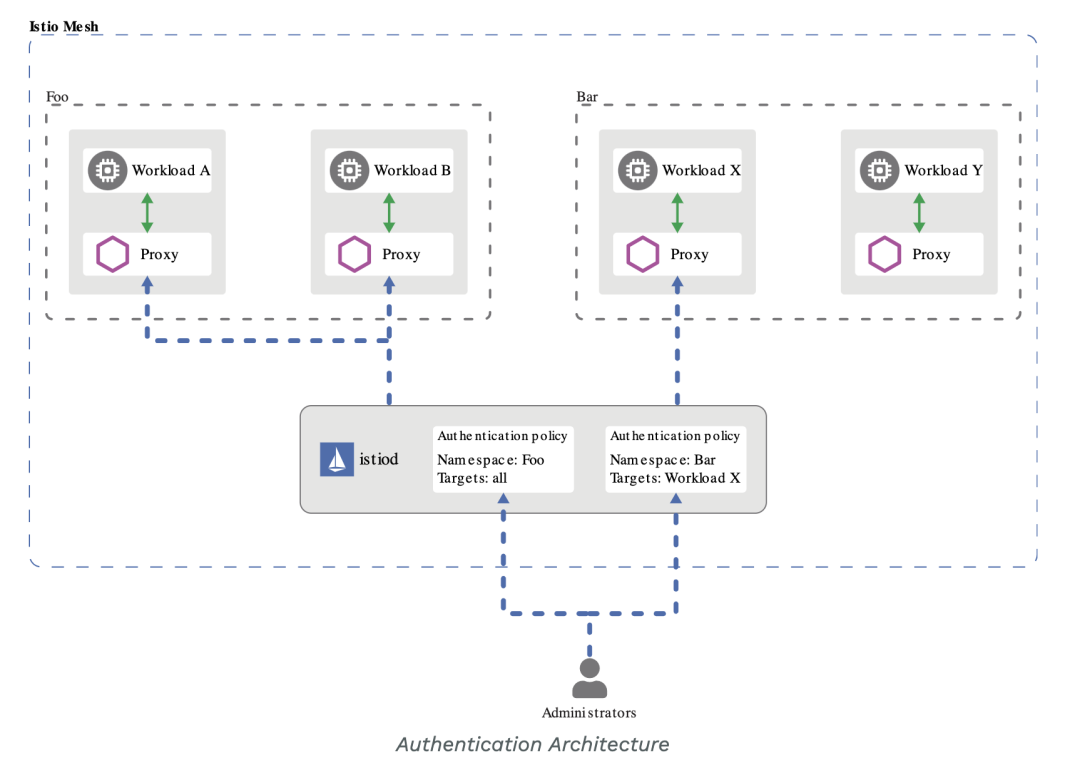 Istio Mesh
Foo
Bar
Workload A
Workload B
Workload X
Workload Y
Proxy
Proxy
Proxy
Proxy
istiod
Authentication policy
Namespace: Foo
Targets: all
Authentication policy
Namespace: Bar
Targets: Workload X
Administrators
Authentication Architecture